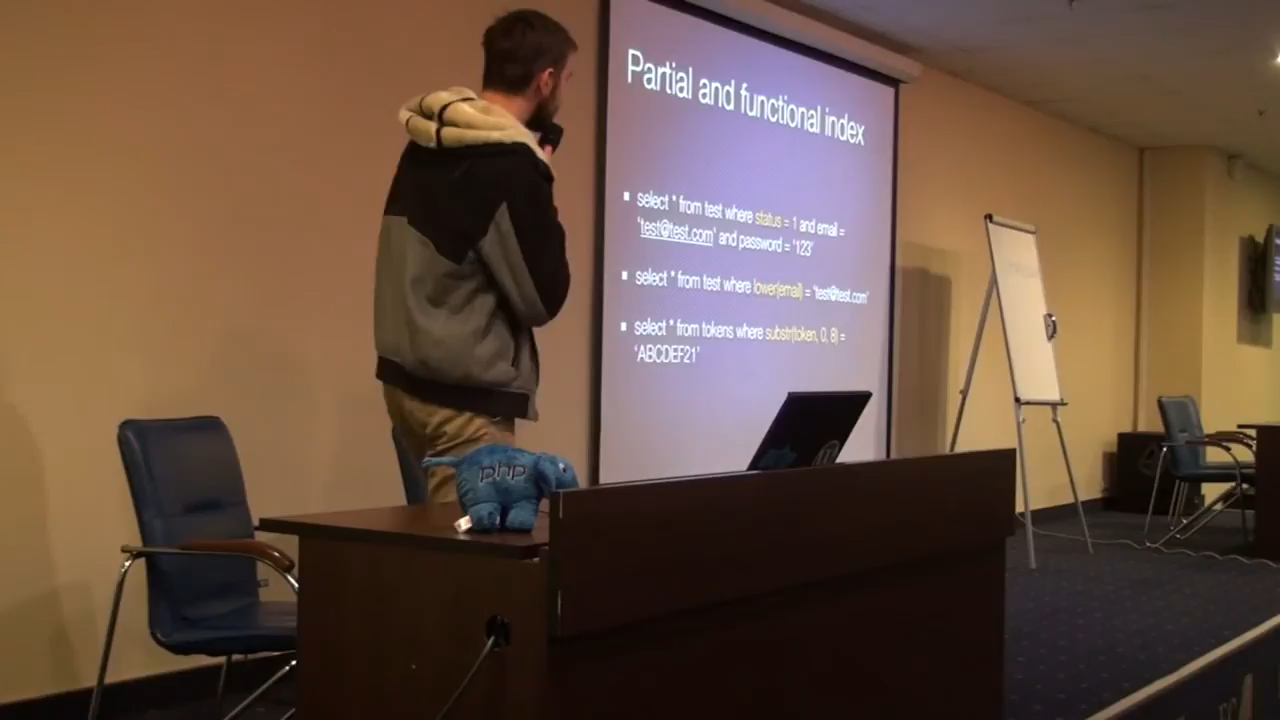 Partial and functional index
select * from test where status = 1 and email =
'test@test.com' and password = '123'
select * from test where lower(email) = 'test@test.com'
select * from tokens where substr(token, 0, 8) =
'ABCDEF21'
php